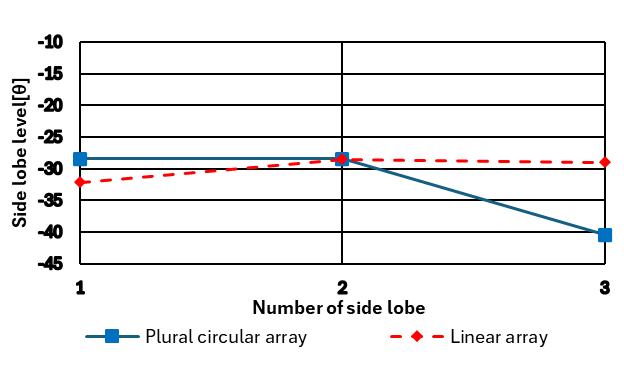 -10
-15
-20
-25
-30
-35
-40
-45
Side lobe level[θ]
1 2 3
Number of side lobe
Plural circular array Linear array